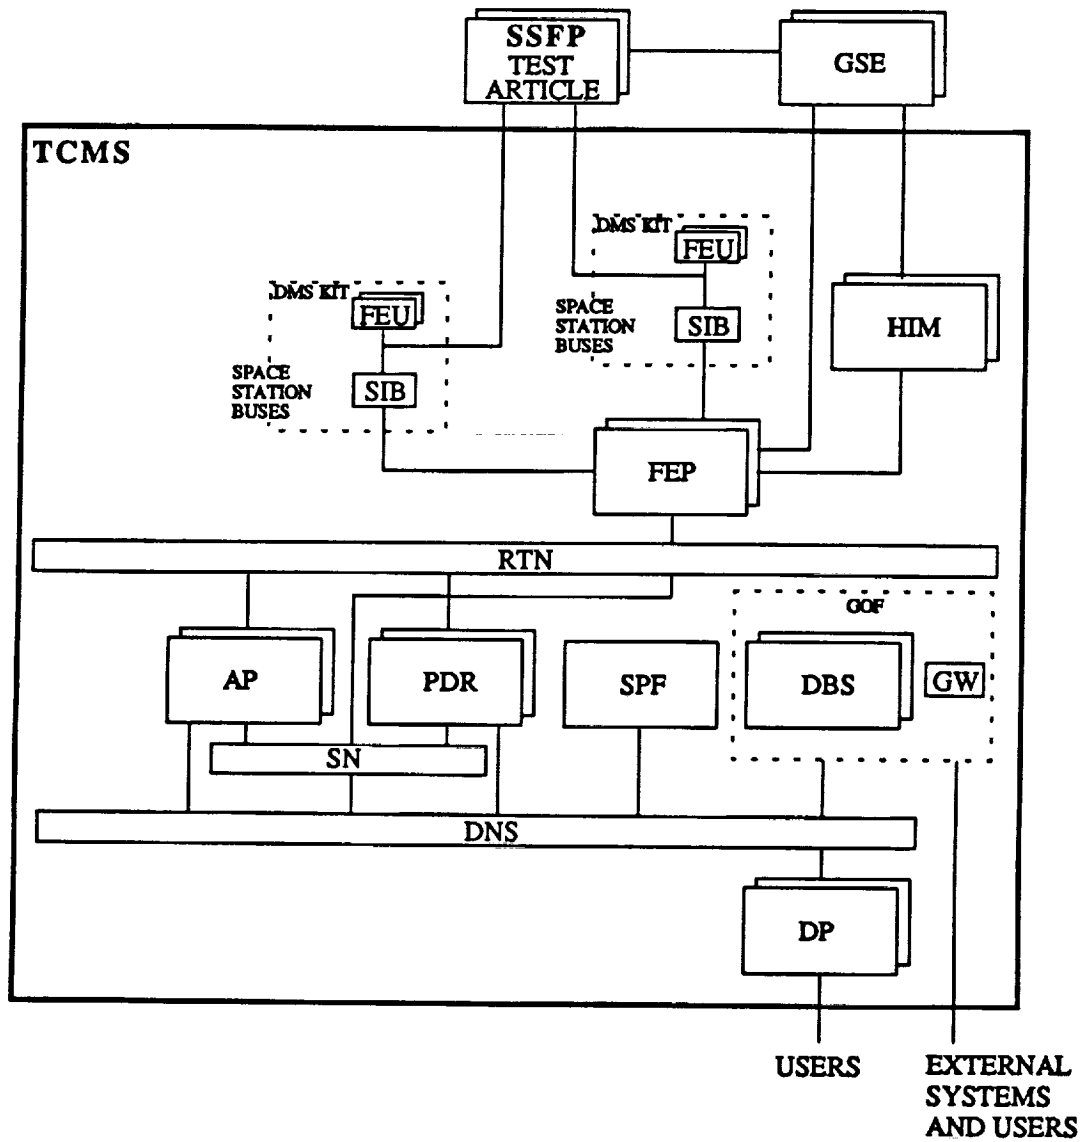 SSFP
TEST
ARTICLE
GSE
TCMS
DMS KIT
FEU
SPACE
STATION
BUSES
SIB
HIM
DMS KIT
FEU
SPACE
STATION
BUSES
SIB
FEP
RTN
GOF
AP
PDR
SPF
DBS
GW
SN
DNS
DP
USERS
EXTERNAL
SYSTEMS
AND USERS